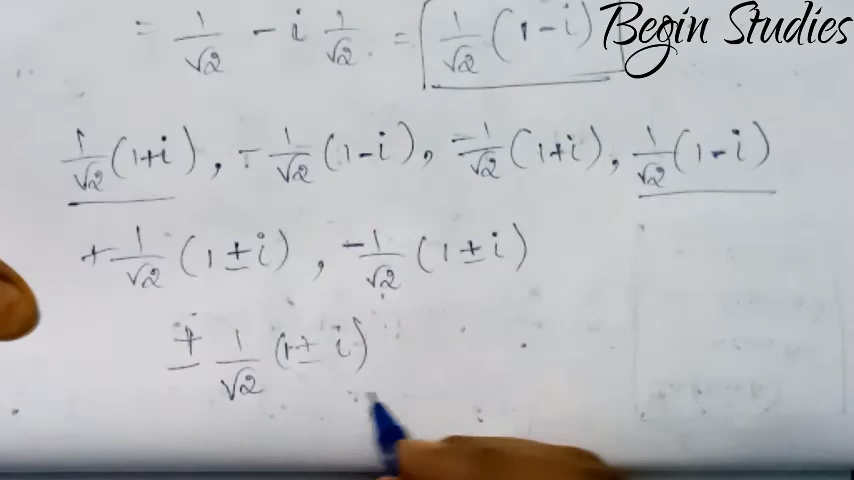 = 1/√2 - i 1/√2 = 1/√2 (1-i)
Begin Studies
1/√2 (1+i), -1/√2 (1-i), -1/√2 (1+i), 1/√2 (1-i)
+ 1/√2 (1±i), -1/√2 (1±i)
± 1/√2 (1± i)